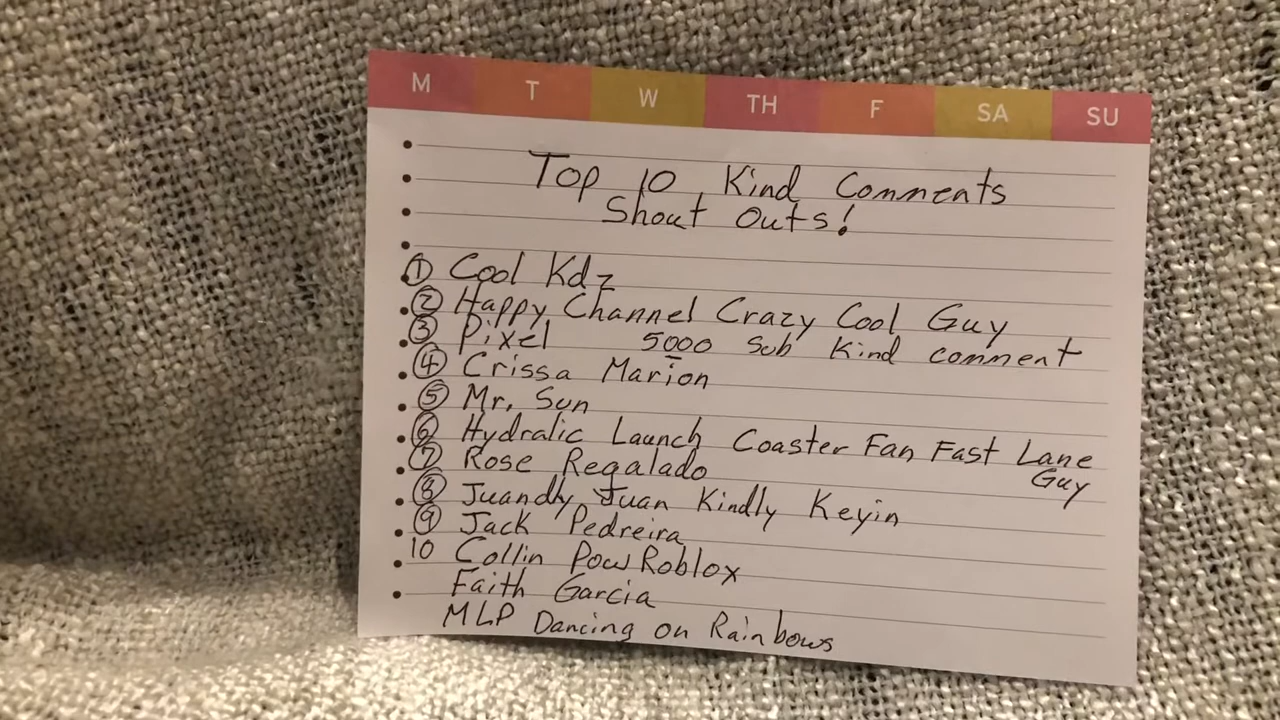 M T W TH F SA SU
Top 10 Kind Comments
Shout Outs!
① Cool Kdz
② Happy Channel Crazy Cool Guy
③ Pixel 5000 Sub Kind comment
④ Crissa Marion
⑤ Mr. Sun
⑥ Hydralic Launch Coaster Fan Fast Lane
Guy
⑦ Rose Regalado
⑧ Juandly Juan Kindly Keyin
⑨ Jack Pedreira
10 Collin Pow Roblox
Faith Garcia
MLP Dancing on Rainbows